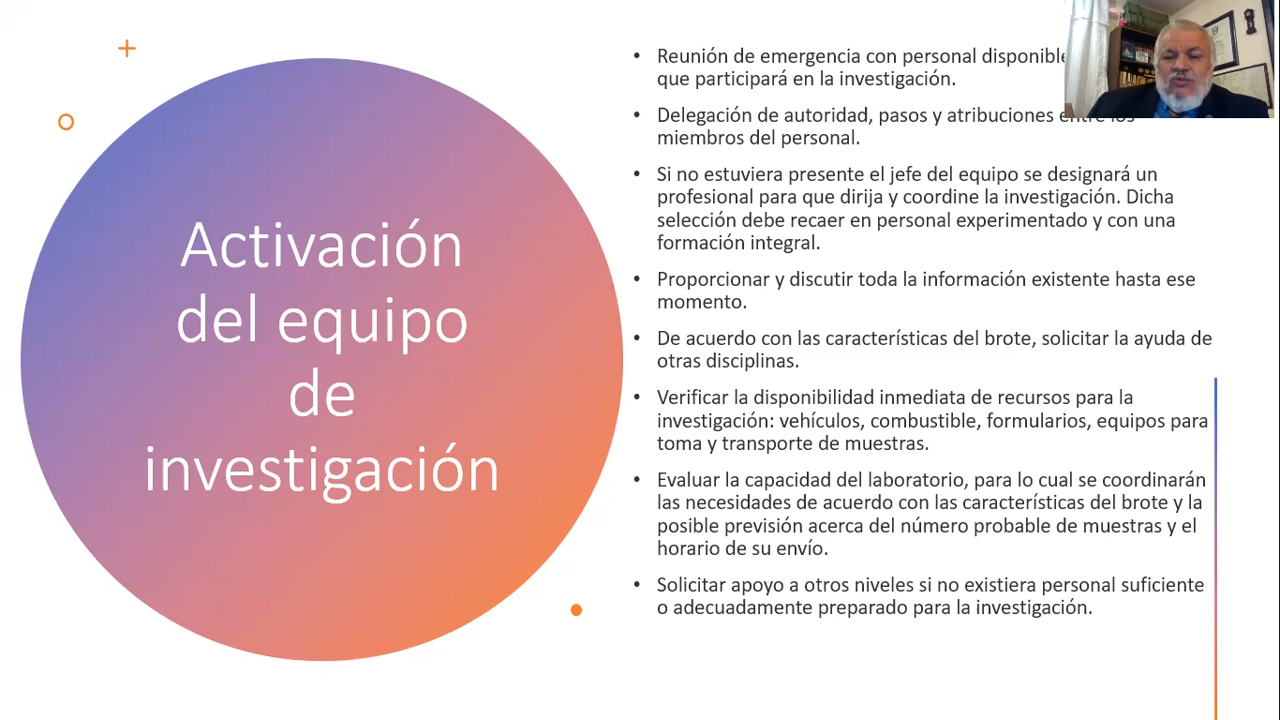 Activación
del equipo
de
investigación
• Reunión de emergencia con personal disponible
que participará en la investigación.
• Delegación de autoridad, pasos y atribuciones entre los
miembros del personal.
• Si no estuviera presente el jefe del equipo se designará un
profesional para que dirija y coordine la investigación. Dicha
selección debe recaer en personal experimentado y con una
formación integral.
• Proporcionar y discutir toda la información existente hasta ese
momento.
• De acuerdo con las características del brote, solicitar la ayuda de
otras disciplinas.
• Verificar la disponibilidad inmediata de recursos para la
investigación: vehículos, combustible, formularios, equipos para
toma y transporte de muestras.
• Evaluar la capacidad del laboratorio, para lo cual se coordinarán
las necesidades de acuerdo con las características del brote y la
posible previsión acerca del número probable de muestras y el
horario de su envío.
• Solicitar apoyo a otros niveles si no existiera personal suficiente
o adecuadamente preparado para la investigación.